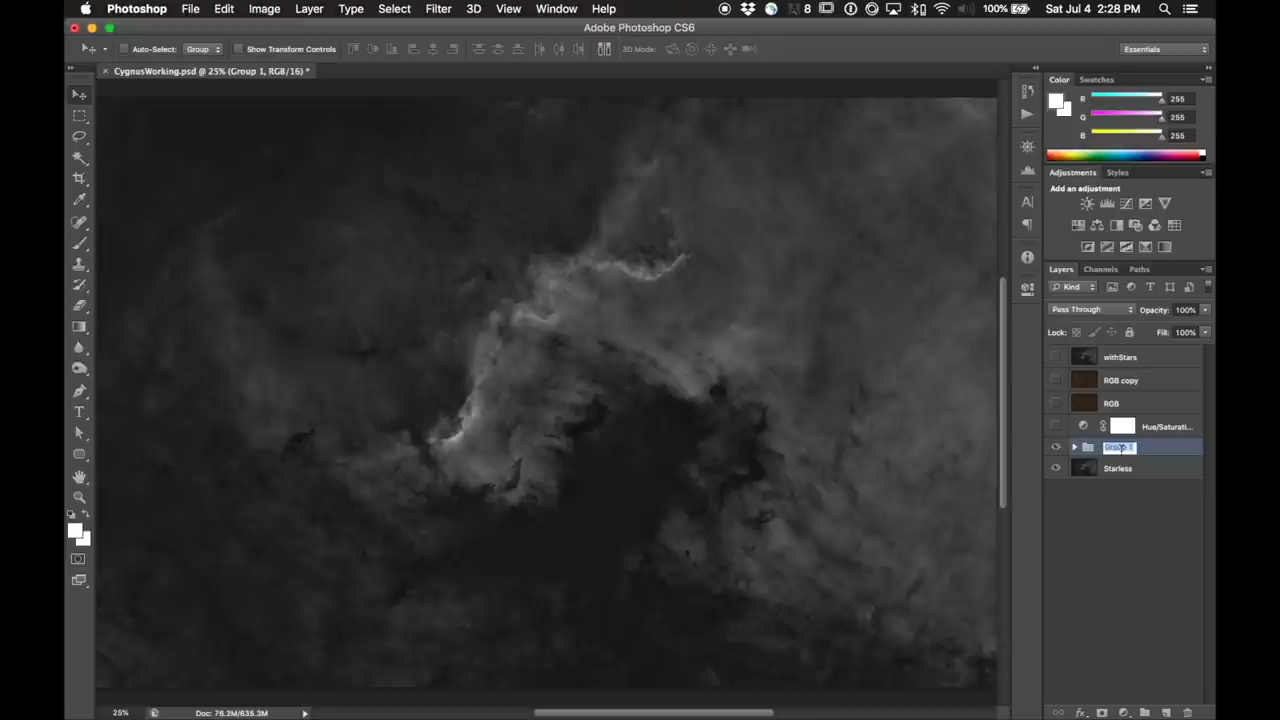 Photoshop File Edit Image Layer Type Select Filter 3D View Window Help 8 100% Sat Jul 4 2:28 PM
Adobe Photoshop CS6
Auto-Select: Group Show Transform Controls 3D Mode: Essentials
× CygnusWorking.psd @ 25% (Group 1, RGB/16) *
Color Swatches
R 255
G 255
B 255
Adjustments Styles
Add an adjustment
Layers Channels Paths
Kind
Pass Through Opacity: 100%
Lock: Fill: 100%
withStars
RGB copy
RGB
Hue/Saturati...
Group 1
Starless
25% Doc: 76.2M/635.3M